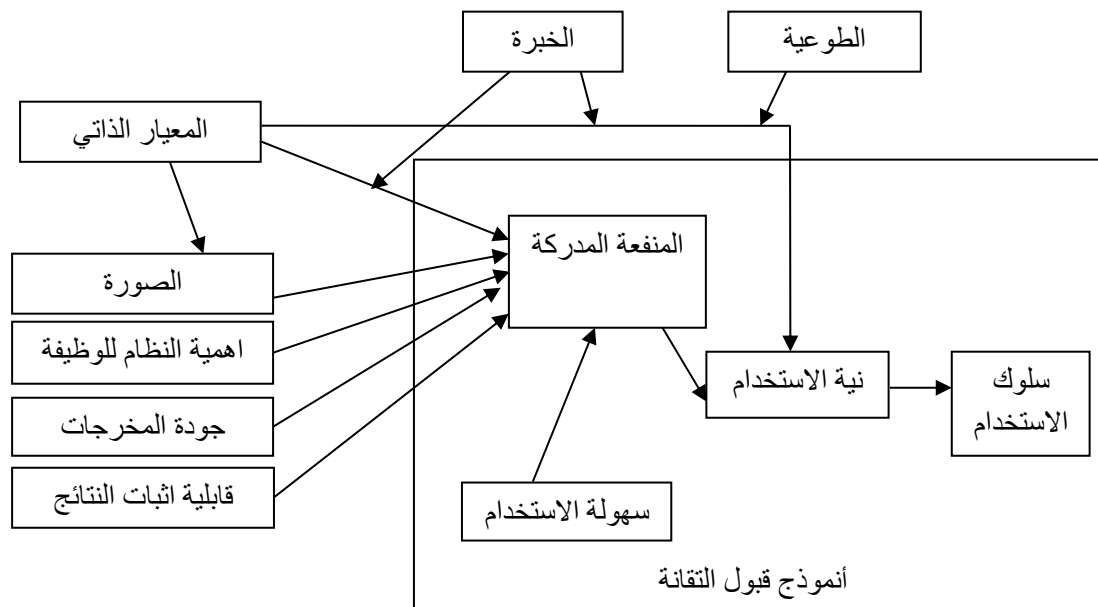 الطوعية
الخبرة
المعيار الذاتي
المنفعة المدركة
الصورة
اهمية النظام للوظيفة
نية الاستخدام
سلوك
الاستخدام
جودة المخرجات
قابلية اثبات النتائج
سهولة الاستخدام
أنموذج قبول التقانة